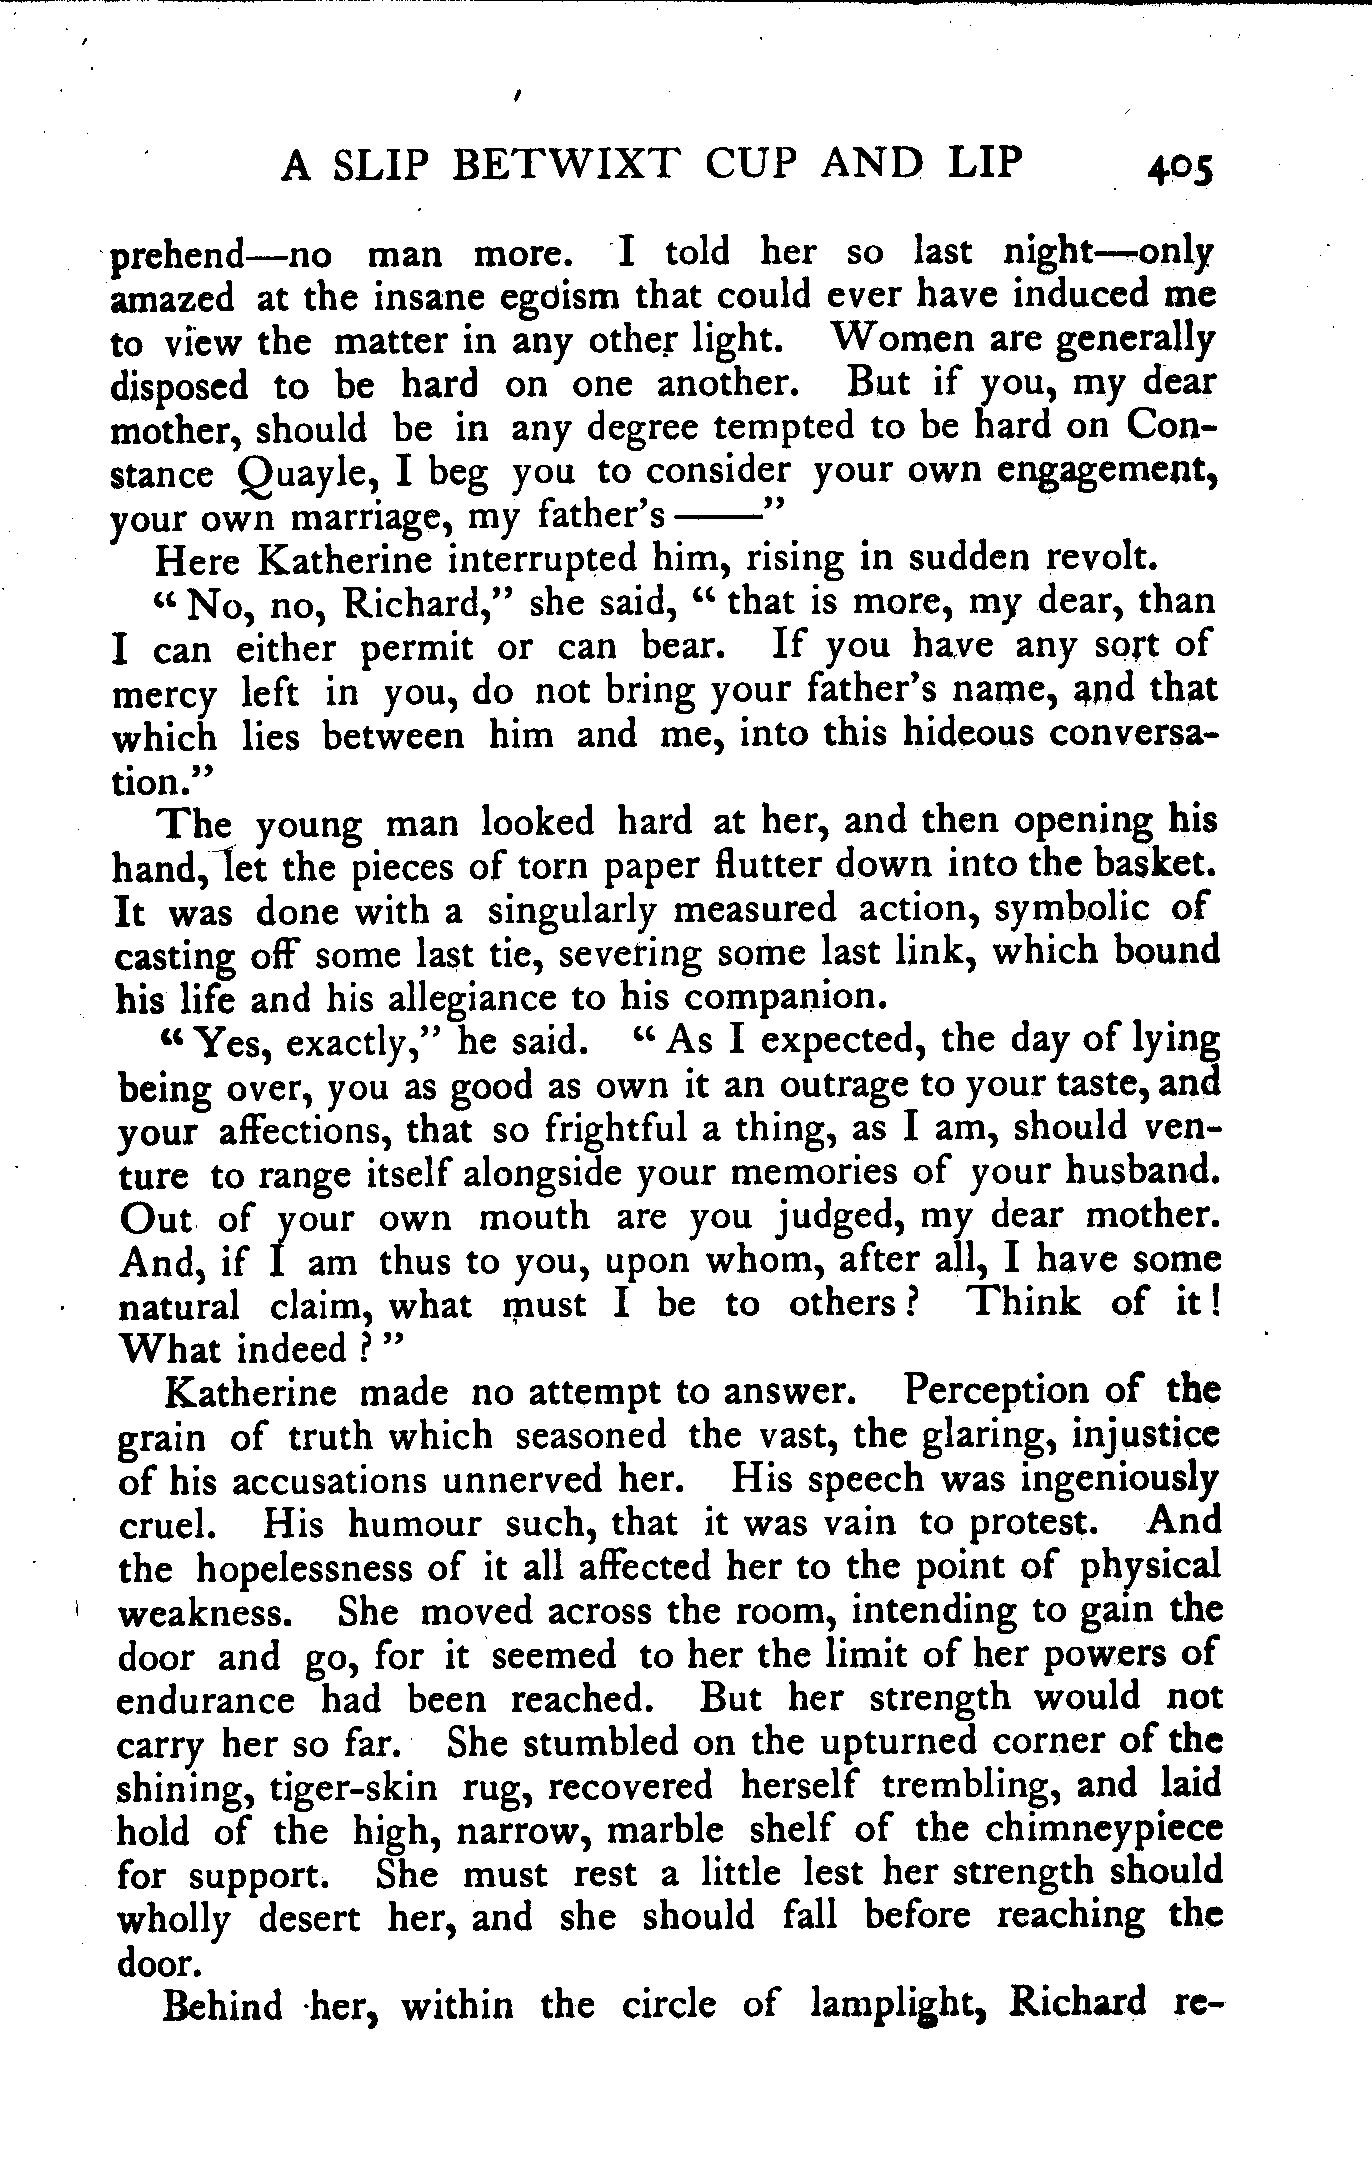 A SLIP BETWIXT CUP AND LIP 405
prehend—no man more. I told her so last night—only
amazed at the insane egoism that could ever have induced me
to view the matter in any other light. Women are generally
disposed to be hard on one another. But if you, my dear
mother, should be in any degree tempted to be hard on Con-
stance Quayle, I beg you to consider your own engagement,
your own marriage, my father's——"
Here Katherine interrupted him, rising in sudden revolt.
"No, no, Richard," she said, "that is more, my dear, than
I can either permit or can bear. If you have any sort of
mercy left in you, do not bring your father's name, and that
which lies between him and me, into this hideous conversa-
tion."
The young man looked hard at her, and then opening his
hand, let the pieces of torn paper flutter down into the basket.
It was done with a singularly measured action, symbolic of
casting off some last tie, severing some last link, which bound
his life and his allegiance to his companion.
"Yes, exactly," he said. "As I expected, the day of lying
being over, you as good as own it an outrage to your taste, and
your affections, that so frightful a thing, as I am, should ven-
ture to range itself alongside your memories of your husband.
Out of your own mouth are you judged, my dear mother.
And, if I am thus to you, upon whom, after all, I have some
natural claim, what must I be to others? Think of it!
What indeed?"
Katherine made no attempt to answer. Perception of the
grain of truth which seasoned the vast, the glaring, injustice
of his accusations unnerved her. His speech was ingeniously
cruel. His humour such, that it was vain to protest. And
the hopelessness of it all affected her to the point of physical
weakness. She moved across the room, intending to gain the
door and go, for it seemed to her the limit of her powers of
endurance had been reached. But her strength would not
carry her so far. She stumbled on the upturned corner of the
shining, tiger-skin rug, recovered herself trembling, and laid
hold of the high, narrow, marble shelf of the chimneypiece
for support. She must rest a little lest her strength should
wholly desert her, and she should fall before reaching the
door.
Behind her, within the circle of lamplight, Richard re-